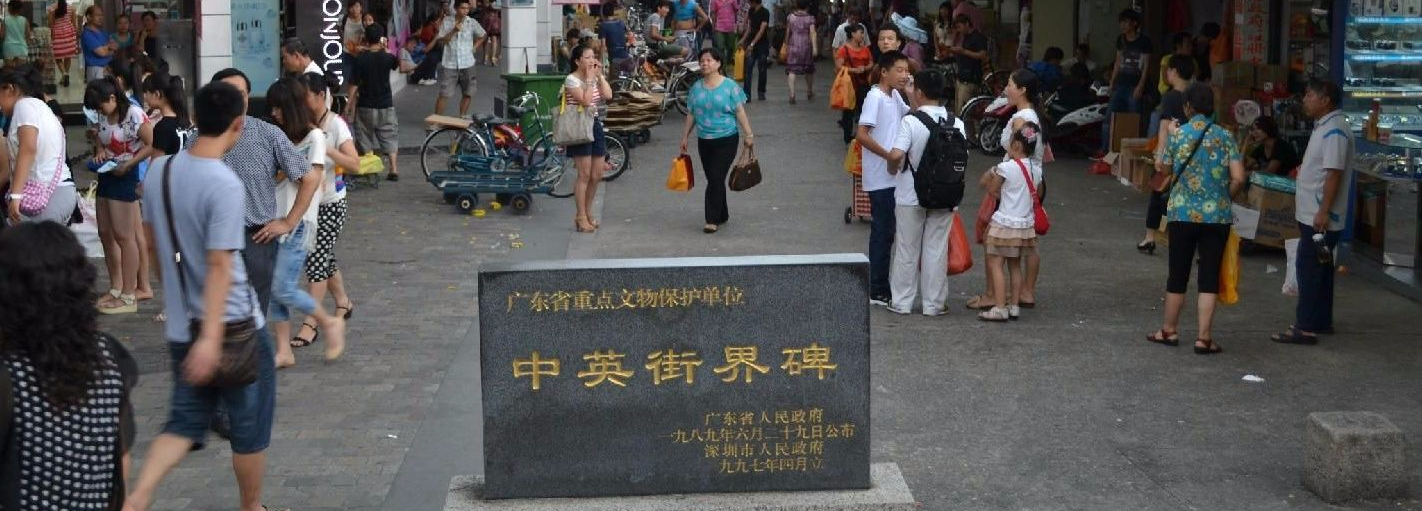 ONJOUR
广东省重点文物保护单位
中英街界碑
广东省人民政府
一九八九年六月二十九日公布
深圳市人民政府
一九九七年四月立